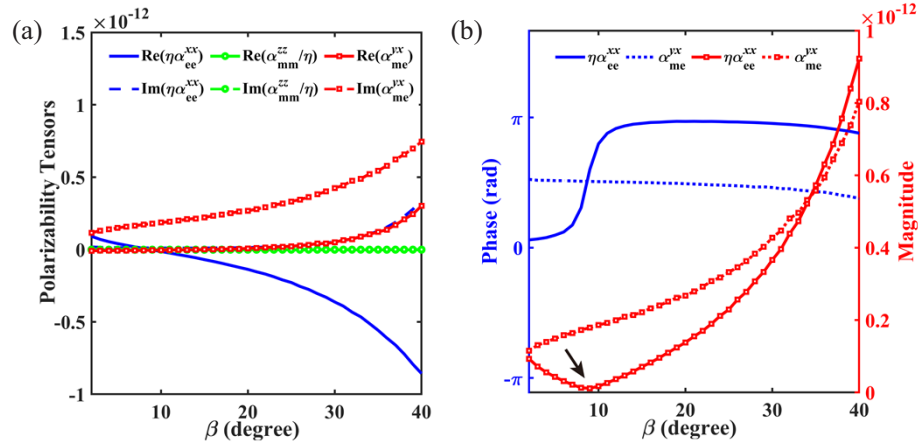 (a)
×10⁻¹²
Re(ηα_ee^xx) Re(α_mm^zz/η) Re(α_me^yx)
Im(ηα_ee^xx) Im(α_mm^zz/η) Im(α_me^yx)
Polarizability Tensors
1.5
1
0.5
0
-0.5
-1
10 20 30 40
β (degree)
(b)
×10⁻¹²
ηα_ee^xx α_me^yx ηα_ee^xx α_me^yx
Phase (rad)
π
0
-π
Magnitude
1
0.8
0.6
0.4
0.2
0
10 20 30 40
β (degree)